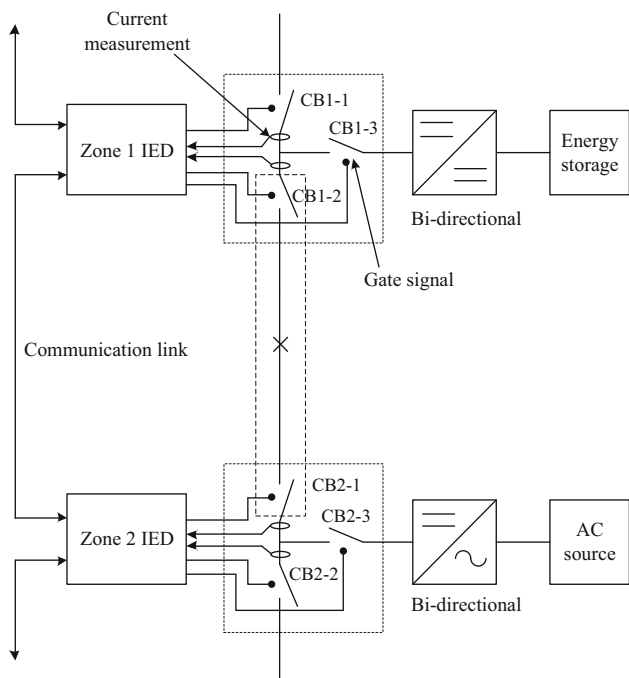 Current
measurement
CB1-1
Zone 1 IED
CB1-3
Energy
storage
CB1-2
Bi-directional
Gate signal
Communication link
CB2-1
Zone 2 IED
CB2-3
AC
source
CB2-2
Bi-directional